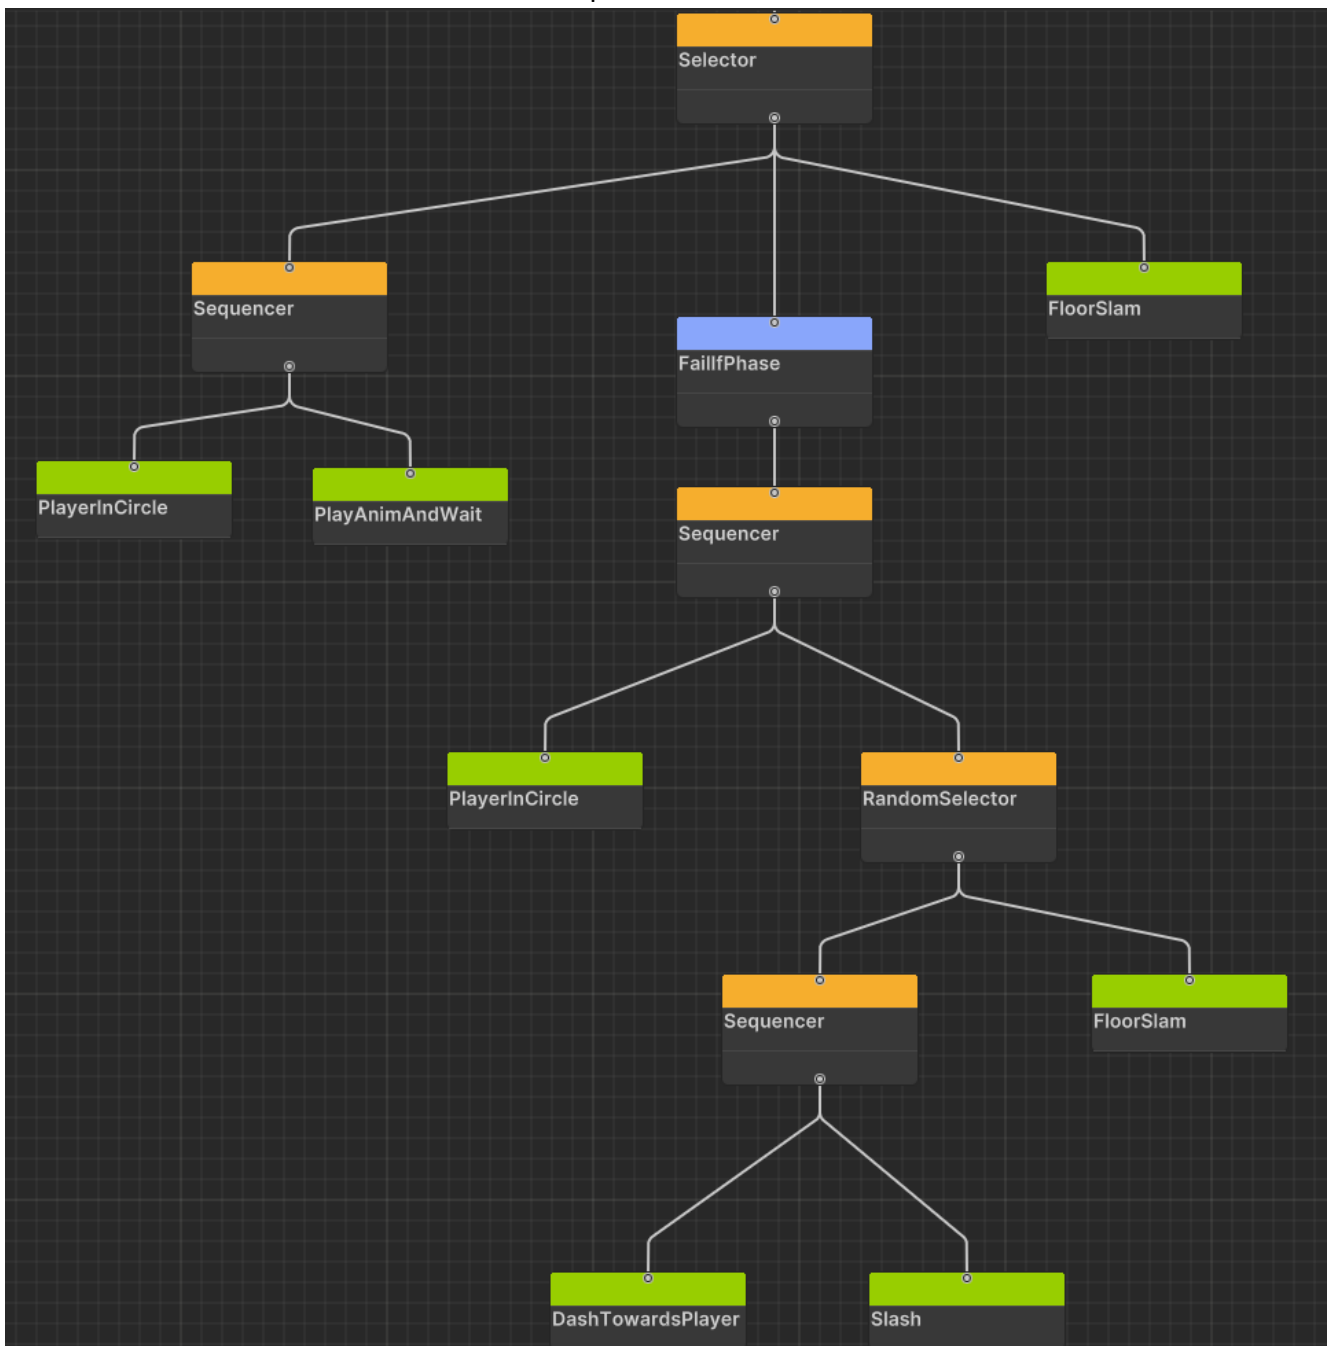 Selector
Sequencer
FloorSlam
FailIfPhase
PlayerInCircle
PlayAnimAndWait
Sequencer
PlayerInCircle
RandomSelector
Sequencer
FloorSlam
DashTowardsPlayer
Slash